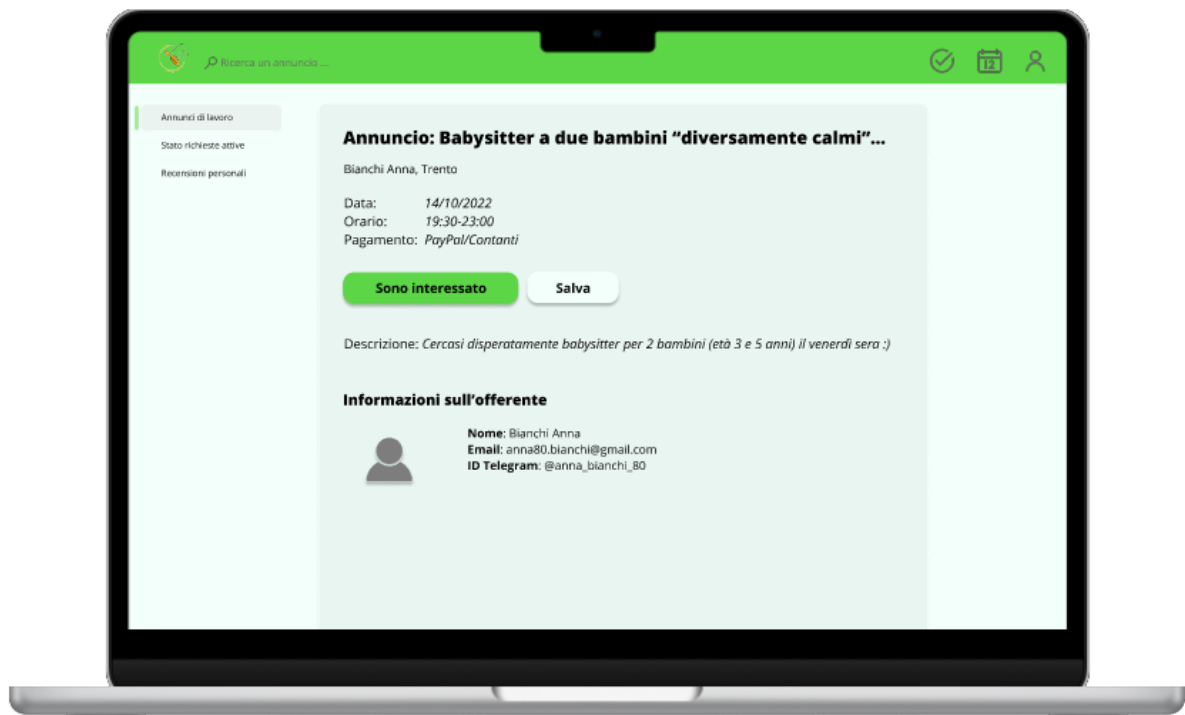 Ricerca un annuncio ...
12
Annunci di lavoro
Stato richieste attive
Recensioni personali
Annuncio: Babysitter a due bambini “diversamente calmi”...
Bianchi Anna, Trento
Data: 14/10/2022
Orario: 19:30-23:00
Pagamento: PayPal/Contanti
Sono interessato
Salva
Descrizione: Cercasi disperatamente babysitter per 2 bambini (età 3 e 5 anni) il venerdì sera :)
Informazioni sull’offerente
Nome: Bianchi Anna
Email: anna80.bianchi@gmail.com
ID Telegram: @anna_bianchi_80